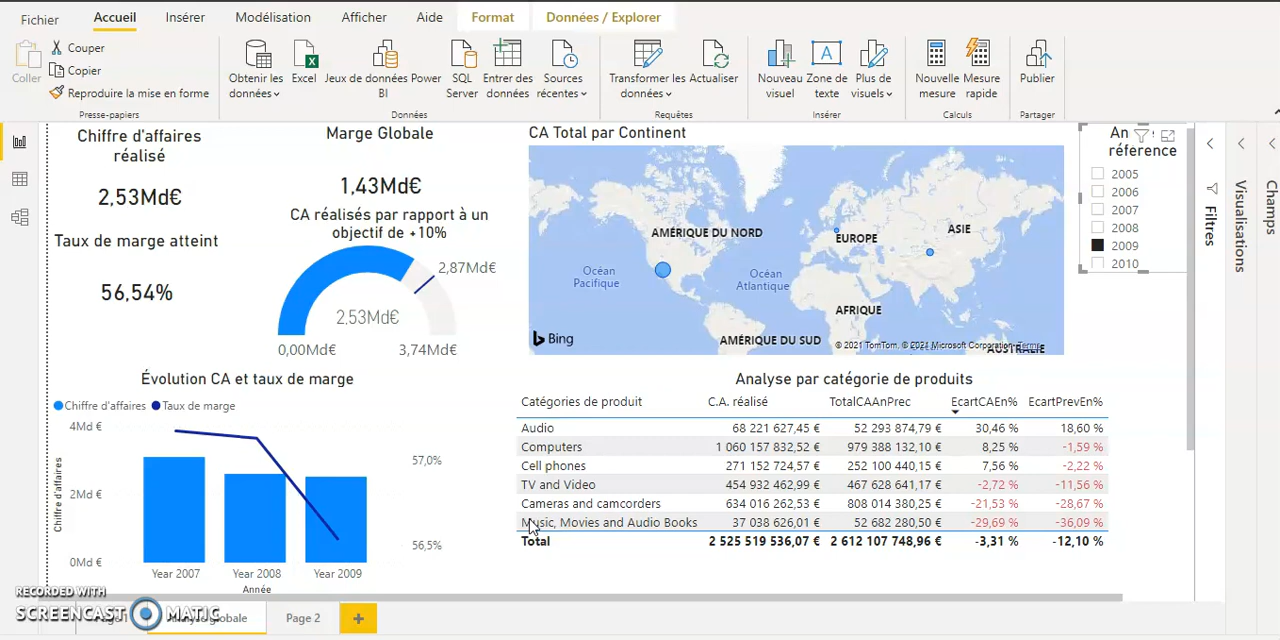 Fichier Accueil Insérer Modélisation Afficher Aide Format Données / Explorer
Coller
Couper
Copier
Reproduire la mise en forme
Presse-papiers
Obtenir les données
Excel
Jeux de données Power BI
SQL Server
Entrer des données
Sources récentes
Données
Transformer les données
Actualiser
Requêtes
Nouveau visuel
Zone de texte
Plus de visuels
Insérer
Nouvelle mesure
Mesure rapide
Calculs
Publier
Partager
Chiffre d'affaires
réalisé
2,53Md€
Taux de marge atteint
56,54%
Marge Globale
1,43Md€
CA réalisés par rapport à un
objectif de +10%
2,87Md€
2,53Md€
0,00Md€
3,74Md€
CA Total par Continent
AMÉRIQUE DU NORD
EUROPE
ASIE
Océan
Pacifique
Océan
Atlantique
AFRIQUE
AMÉRIQUE DU SUD
AUSTRALIE
Bing
© 2021 TomTom, © 2021 Microsoft Corporation Terms
référence
2005
2006
2007
2008
2009
2010
Filtres
Visualisations
Champs
Évolution CA et taux de marge
Chiffre d'affaires Taux de marge
Chiffre d'affaires
4Md €
2Md €
0Md €
57,0%
56,5%
Year 2007 Year 2008 Year 2009
Année
Analyse par catégorie de produits
Catégories de produit C.A. réalisé TotalCAAnPrec EcartCAEn% EcartPrevEn%
Audio 68 221 627,45 € 52 293 874,79 € 30,46 % 18,60 %
Computers 1 060 157 832,52 € 979 388 132,10 € 8,25 % -1,59 %
Cell phones 271 152 724,57 € 252 100 440,15 € 7,56 % -2,22 %
TV and Video 454 932 462,99 € 467 628 641,17 € -2,72 % -11,56 %
Cameras and camcorders 634 016 262,53 € 808 014 380,25 € -21,53 % -28,67 %
Music, Movies and Audio Books 37 038 626,01 € 52 682 280,50 € -29,69 % -36,09 %
Total 2 525 519 536,07 € 2 612 107 748,96 € -3,31 % -12,10 %
RECORDED WITH
SCREENCAST MATIC
globale
Page 2
+